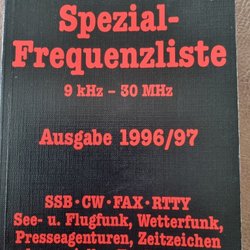 Spezial-
Frequenzliste
9 kHz – 30 MHz
Ausgabe 1996/97
SSB · CW · FAX · RTTY
See- u. Flugfunk, Wetterfunk,
Presseagenturen, Zeitzeichen